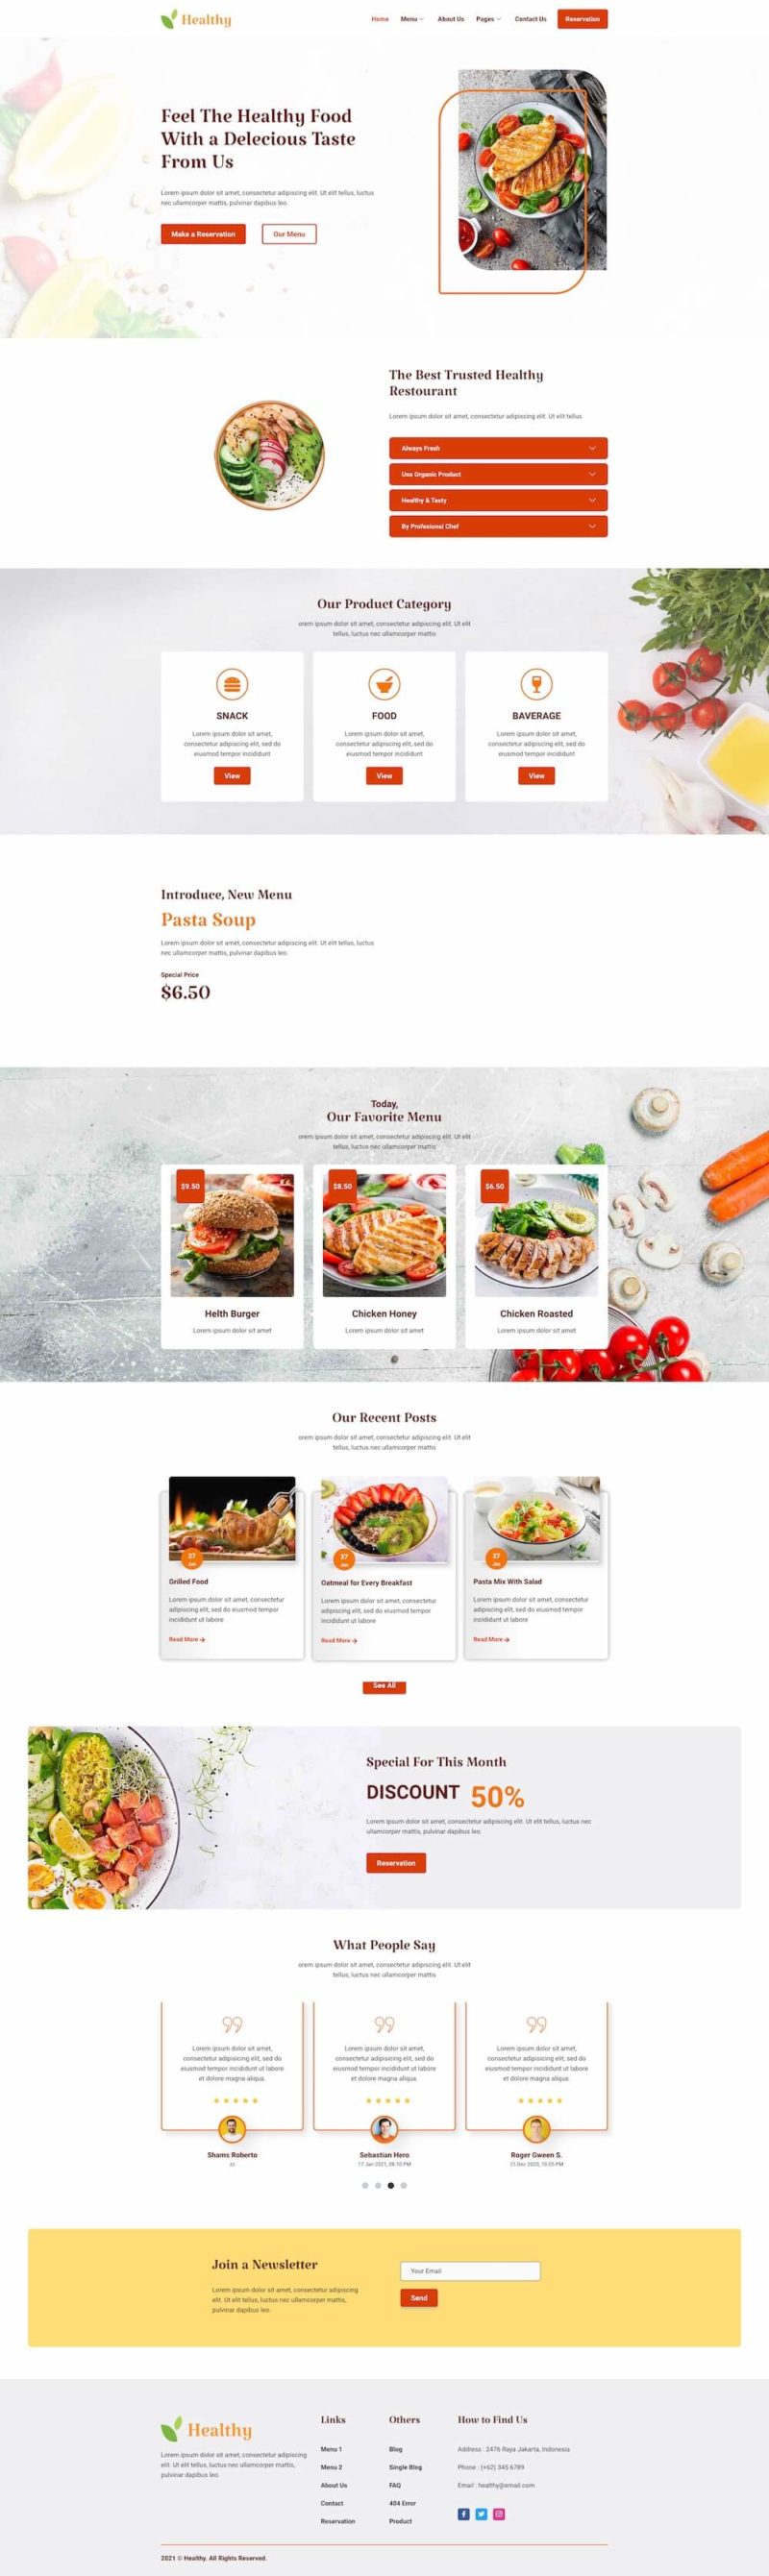 Healthy
Home Menu About Us Pages Contact Us Reservation
Feel The Healthy Food
With a Delecious Taste
From Us
Lorem ipsum dolor sit amet, consectetur adipiscing elit. Ut elit tellus, luctus
nec ullamcorper mattis, pulvinar dapibus leo.
Make a Reservation Our Menu
The Best Trusted Healthy
Restourant
Lorem ipsum dolor sit amet, consectetur adipiscing elit. Ut elit tellus
Always Fresh
Use Organic Product
Healthy & Tasty
By Profesional Chef
Our Product Category
orem ipsum dolor sit amet, consectetur adipiscing elit. Ut elit
tellus, luctus nec ullamcorper mattis
SNACK
Lorem ipsum dolor sit amet,
consectetur adipiscing elit, sed do
eiusmod tempor incididunt
View
FOOD
Lorem ipsum dolor sit amet,
consectetur adipiscing elit, sed do
eiusmod tempor incididunt
View
BAVERAGE
Lorem ipsum dolor sit amet,
consectetur adipiscing elit, sed do
eiusmod tempor incididunt
View
Introduce, New Menu
Pasta Soup
Lorem ipsum dolor sit amet, consectetur adipiscing elit. Ut elit tellus, luctus
nec ullamcorper mattis, pulvinar dapibus leo.
Special Price
$6.50
Today,
Our Favorite Menu
orem ipsum dolor sit amet, consectetur adipiscing elit. Ut elit
tellus, luctus nec ullamcorper mattis
$9.50
Helth Burger
Lorem ipsum dolor sit amet
$8.50
Chicken Honey
Lorem ipsum dolor sit amet
$6.50
Chicken Roasted
Lorem ipsum dolor sit amet
Our Recent Posts
orem ipsum dolor sit amet, consectetur adipiscing elit. Ut elit
tellus, luctus nec ullamcorper mattis
27
Jan
Grilled Food
Lorem ipsum dolor sit amet, consectetur
adipiscing elit, sed do eiusmod tempor
incididunt ut labore
Read More
27
Jan
Oatmeal for Every Breakfast
Lorem ipsum dolor sit amet, consectetur
adipiscing elit, sed do eiusmod tempor
incididunt ut labore
Read More
27
Jan
Pasta Mix With Salad
Lorem ipsum dolor sit amet, consectetur
adipiscing elit, sed do eiusmod tempor
incididunt ut labore
Read More
See All
Special For This Month
DISCOUNT 50%
Lorem ipsum dolor sit amet, consectetur adipiscing elit. Ut elit tellus, luctus nec
ullamcorper mattis, pulvinar dapibus leo.
Reservation
What People Say
orem ipsum dolor sit amet, consectetur adipiscing elit. Ut elit
tellus, luctus nec ullamcorper mattis
Lorem ipsum dolor sit amet,
consectetur adipisicing elit, sed do
eiusmod tempor incididunt ut labore
et dolore magna aliqua.
Shams Roberto
Lorem ipsum dolor sit amet,
consectetur adipisicing elit, sed do
eiusmod tempor incididunt ut labore
et dolore magna aliqua.
Sebastian Hero
17 Jan 2021, 08:10 PM
Lorem ipsum dolor sit amet,
consectetur adipisicing elit, sed do
eiusmod tempor incididunt ut labore
et dolore magna aliqua.
Roger Gween S.
25 Dec 2020, 10:05 PM
Join a Newsletter
Lorem ipsum dolor sit amet, consectetur adipiscing
elit. Ut elit tellus, luctus nec ullamcorper mattis,
pulvinar dapibus leo.
Your Email
Send
Healthy
Lorem ipsum dolor sit amet, consectetur adipiscing
elit. Ut elit tellus, luctus nec ullamcorper mattis,
pulvinar dapibus leo.
Links
Menu 1
Menu 2
About Us
Contact
Reservation
Others
Blog
Single Blog
FAQ
404 Error
Product
How to Find Us
Address : 2476 Raya Jakarta, Indonesia
Phone : (+62) 345 6789
Email : healthy@email.com
2021 © Healthy. All Rights Reserved.